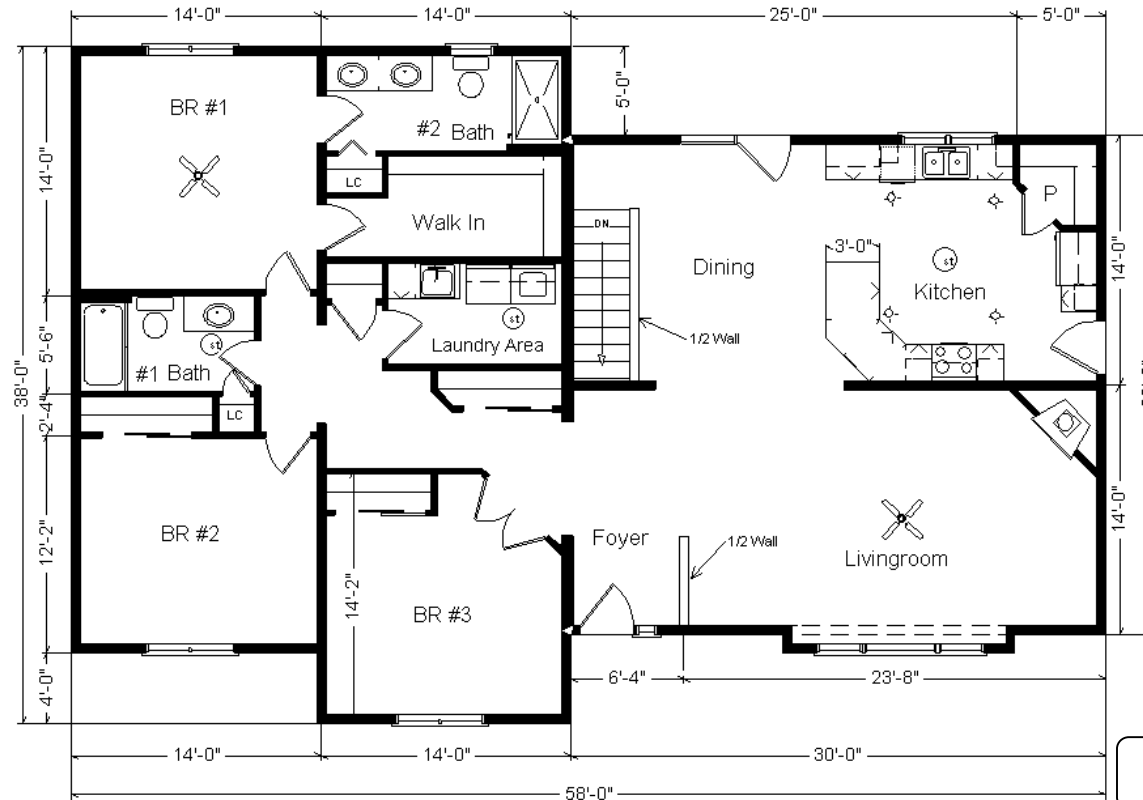 14'-0" 14'-0" 25'-0" 5'-0"
5'-0"
BR #1
#2 Bath
LC
14'-0"
Walk In
DN
P
3'-0"
14'-0"
Dining
st
Kitchen
st
Laundry Area
1/2 Wall
5'-6"
st
#1 Bath
38'-0"
2'-4"
LC
12'-2"
BR #2
14'-2"
BR #3
Foyer
1/2 Wall
Livingroom
14'-0"
4'-0"
6'-4" 23'-8"
14'-0" 14'-0" 30'-0"
58'-0"